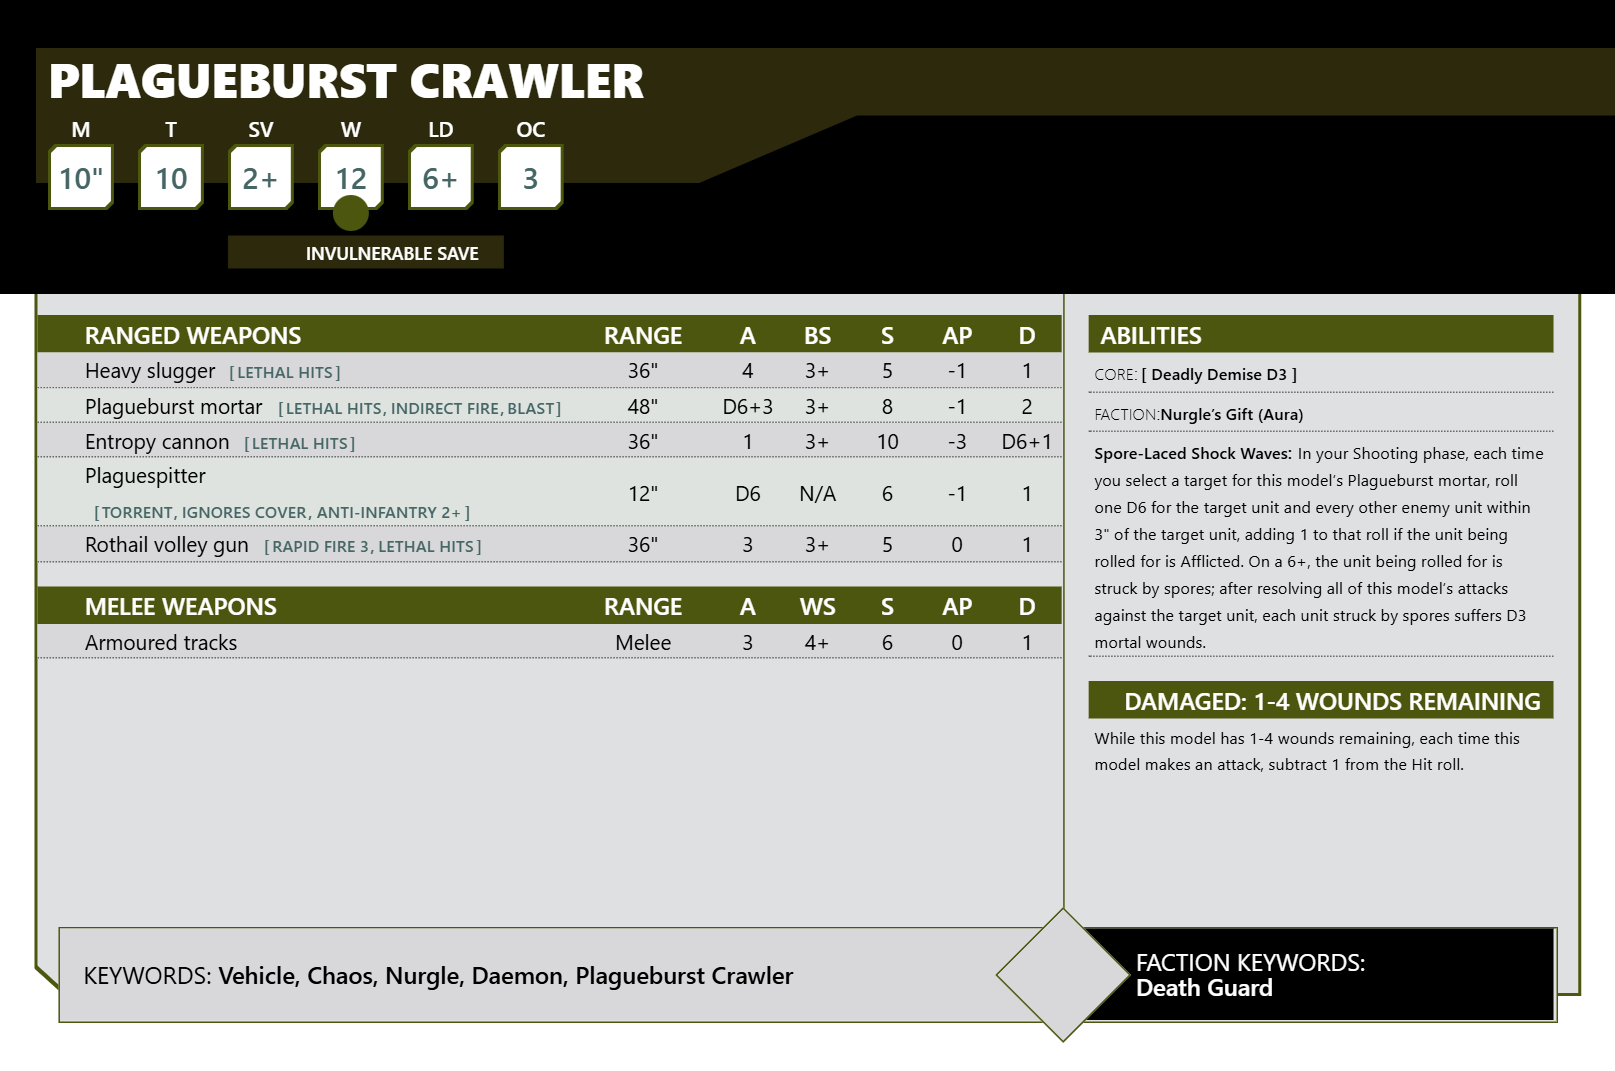 PLAGUEBURST CRAWLER
M T SV W LD OC
10" 10 2+ 12 6+ 3
INVULNERABLE SAVE
RANGED WEAPONS RANGE A BS S AP D
Heavy slugger [LETHAL HITS] 36" 4 3+ 5 -1 1
Plagueburst mortar [LETHAL HITS, INDIRECT FIRE, BLAST] 48" D6+3 3+ 8 -1 2
Entropy cannon [LETHAL HITS] 36" 1 3+ 10 -3 D6+1
Plaguespitter
[TORRENT, IGNORES COVER, ANTI-INFANTRY 2+] 12" D6 N/A 6 -1 1
Rothail volley gun [RAPID FIRE 3, LETHAL HITS] 36" 3 3+ 5 0 1
MELEE WEAPONS RANGE A WS S AP D
Armoured tracks Melee 3 4+ 6 0 1
ABILITIES
CORE: [ Deadly Demise D3 ]
FACTION:Nurgle's Gift (Aura)
Spore-Laced Shock Waves: In your Shooting phase, each time
you select a target for this model's Plagueburst mortar, roll
one D6 for the target unit and every other enemy unit within
3" of the target unit, adding 1 to that roll if the unit being
rolled for is Afflicted. On a 6+, the unit being rolled for is
struck by spores; after resolving all of this model's attacks
against the target unit, each unit struck by spores suffers D3
mortal wounds.
DAMAGED: 1-4 WOUNDS REMAINING
While this model has 1-4 wounds remaining, each time this
model makes an attack, subtract 1 from the Hit roll.
KEYWORDS: Vehicle, Chaos, Nurgle, Daemon, Plagueburst Crawler
FACTION KEYWORDS:
Death Guard